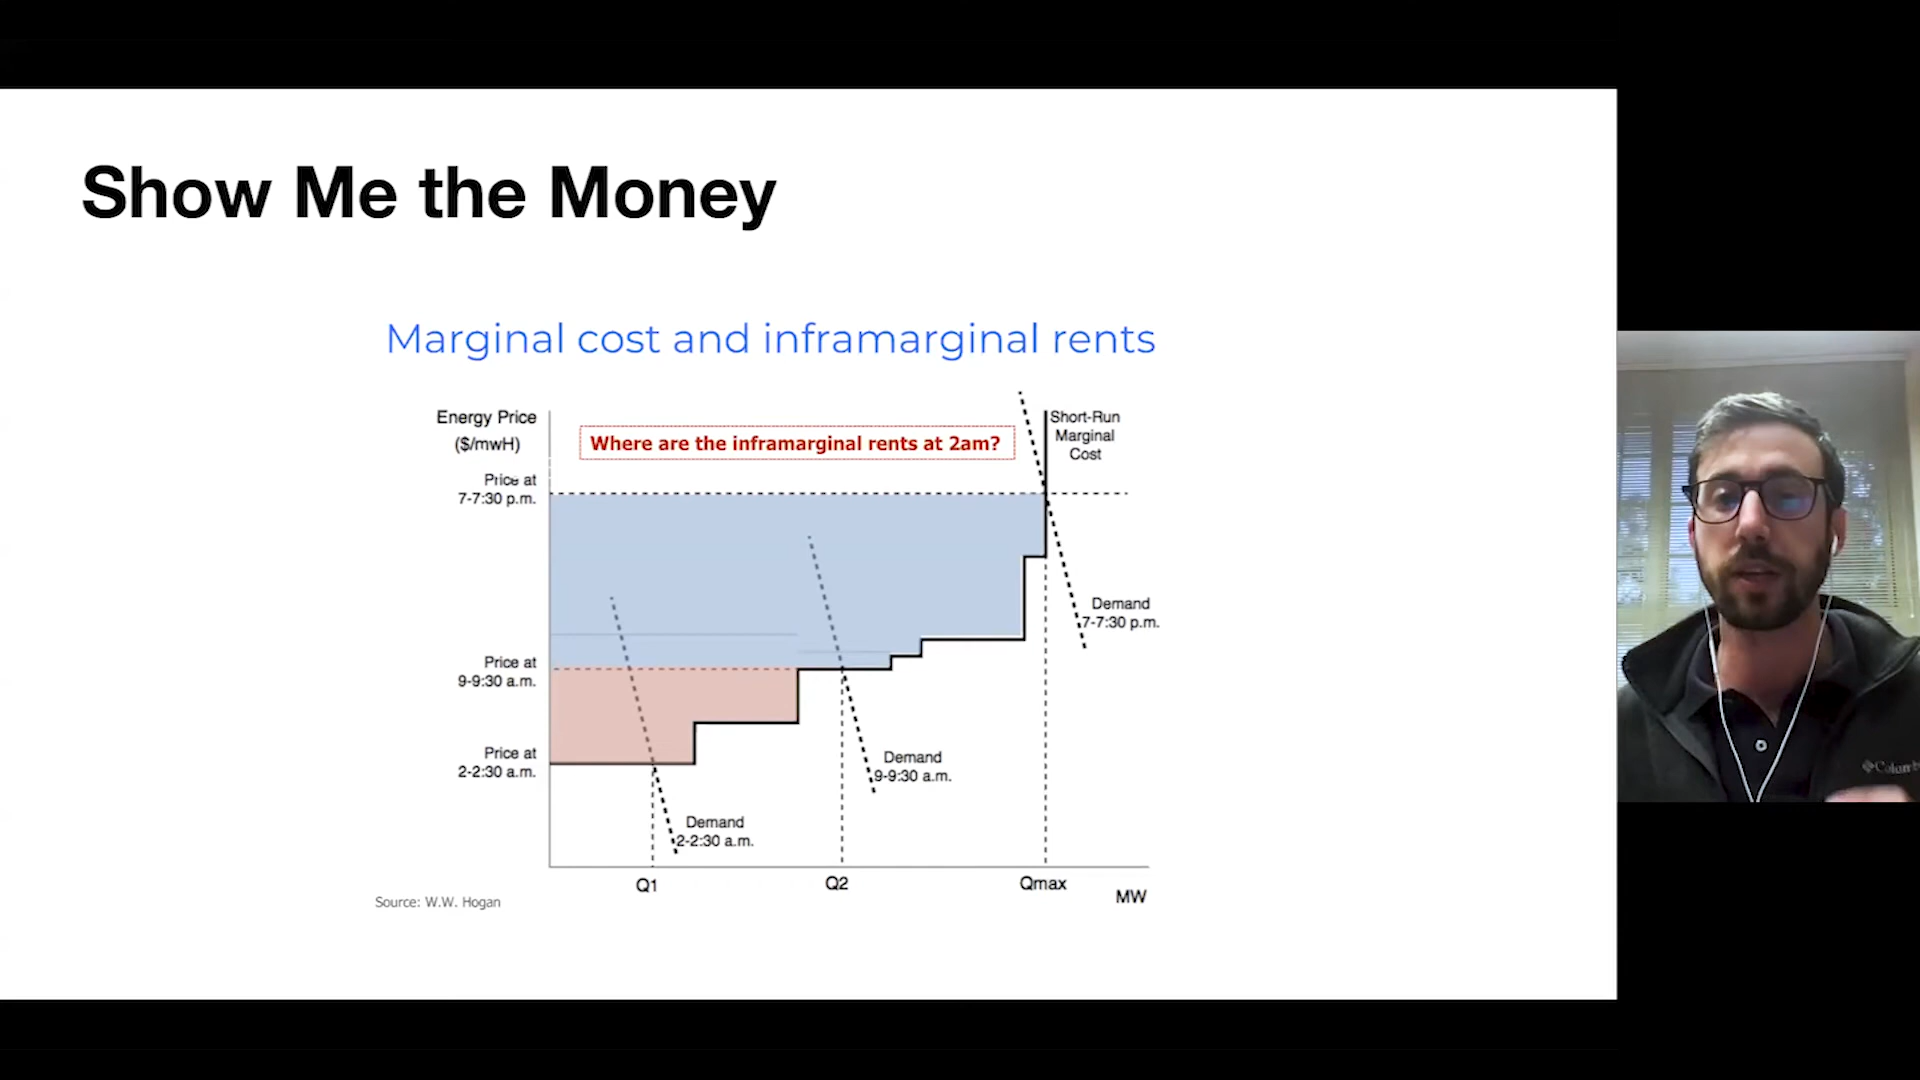 Show Me the Money
Marginal cost and inframarginal rents
Energy Price
($/mwH)
Where are the inframarginal rents at 2am?
Short-Run
Marginal
Cost
Price at
7-7:30 p.m.
Demand
7-7:30 p.m.
Price at
9-9:30 a.m.
Price at
2-2:30 a.m.
Demand
9-9:30 a.m.
Demand
2-2:30 a.m.
Q1
Q2
Qmax
MW
Source: W.W. Hogan